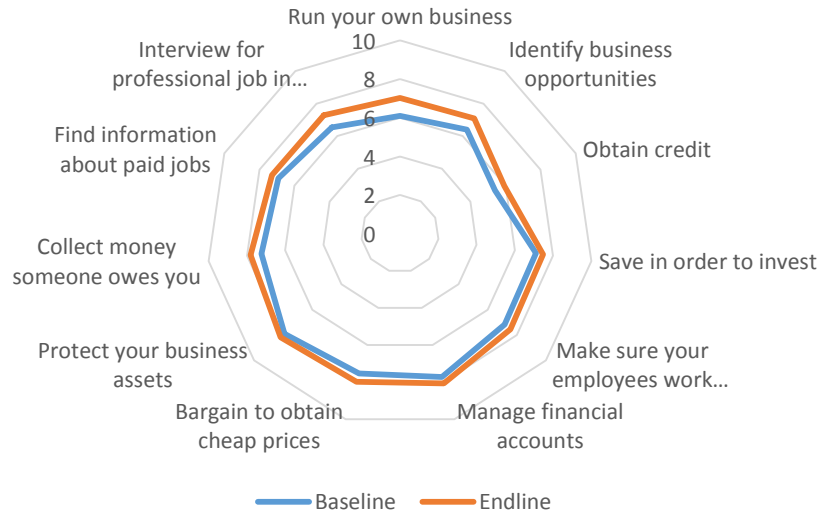 Run your own business
Identify business
opportunities
Obtain credit
Save in order to invest
Make sure your
employees work…
Manage financial
accounts
Bargain to obtain
cheap prices
Protect your business
assets
Collect money
someone owes you
Find information
about paid jobs
Interview for
professional job in…
10
8
6
4
2
0
Baseline
Endline